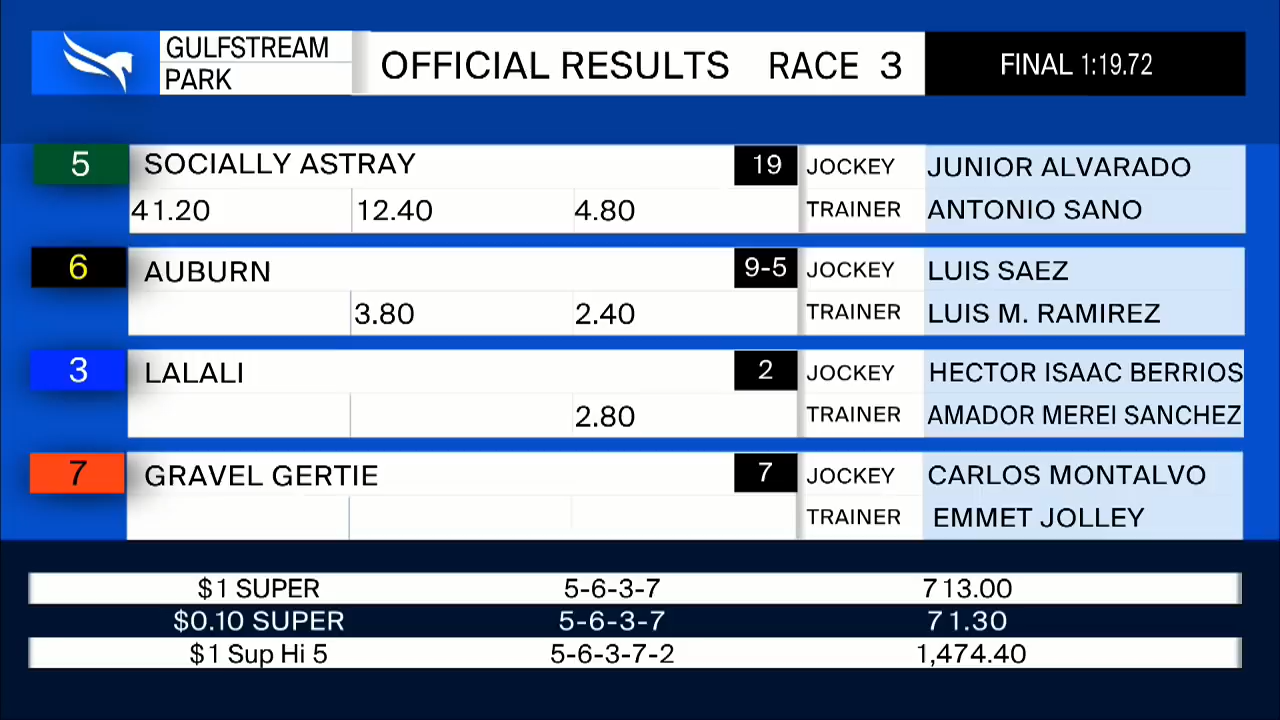 GULFSTREAM PARK
OFFICIAL RESULTS RACE 3
FINAL 1:19.72
5 SOCIALLY ASTRAY 19 JOCKEY JUNIOR ALVARADO
41.20 12.40 4.80 TRAINER ANTONIO SANO
6 AUBURN 9-5 JOCKEY LUIS SAEZ
3.80 2.40 TRAINER LUIS M. RAMIREZ
3 LALALI 2 JOCKEY HECTOR ISAAC BERRIOS
2.80 TRAINER AMADOR MEREI SANCHEZ
7 GRAVEL GERTIE 7 JOCKEY CARLOS MONTALVO
TRAINER EMMET JOLLEY
$1 SUPER 5-6-3-7 713.00
$0.10 SUPER 5-6-3-7 71.30
$1 Sup Hi 5 5-6-3-7-2 1,474.40